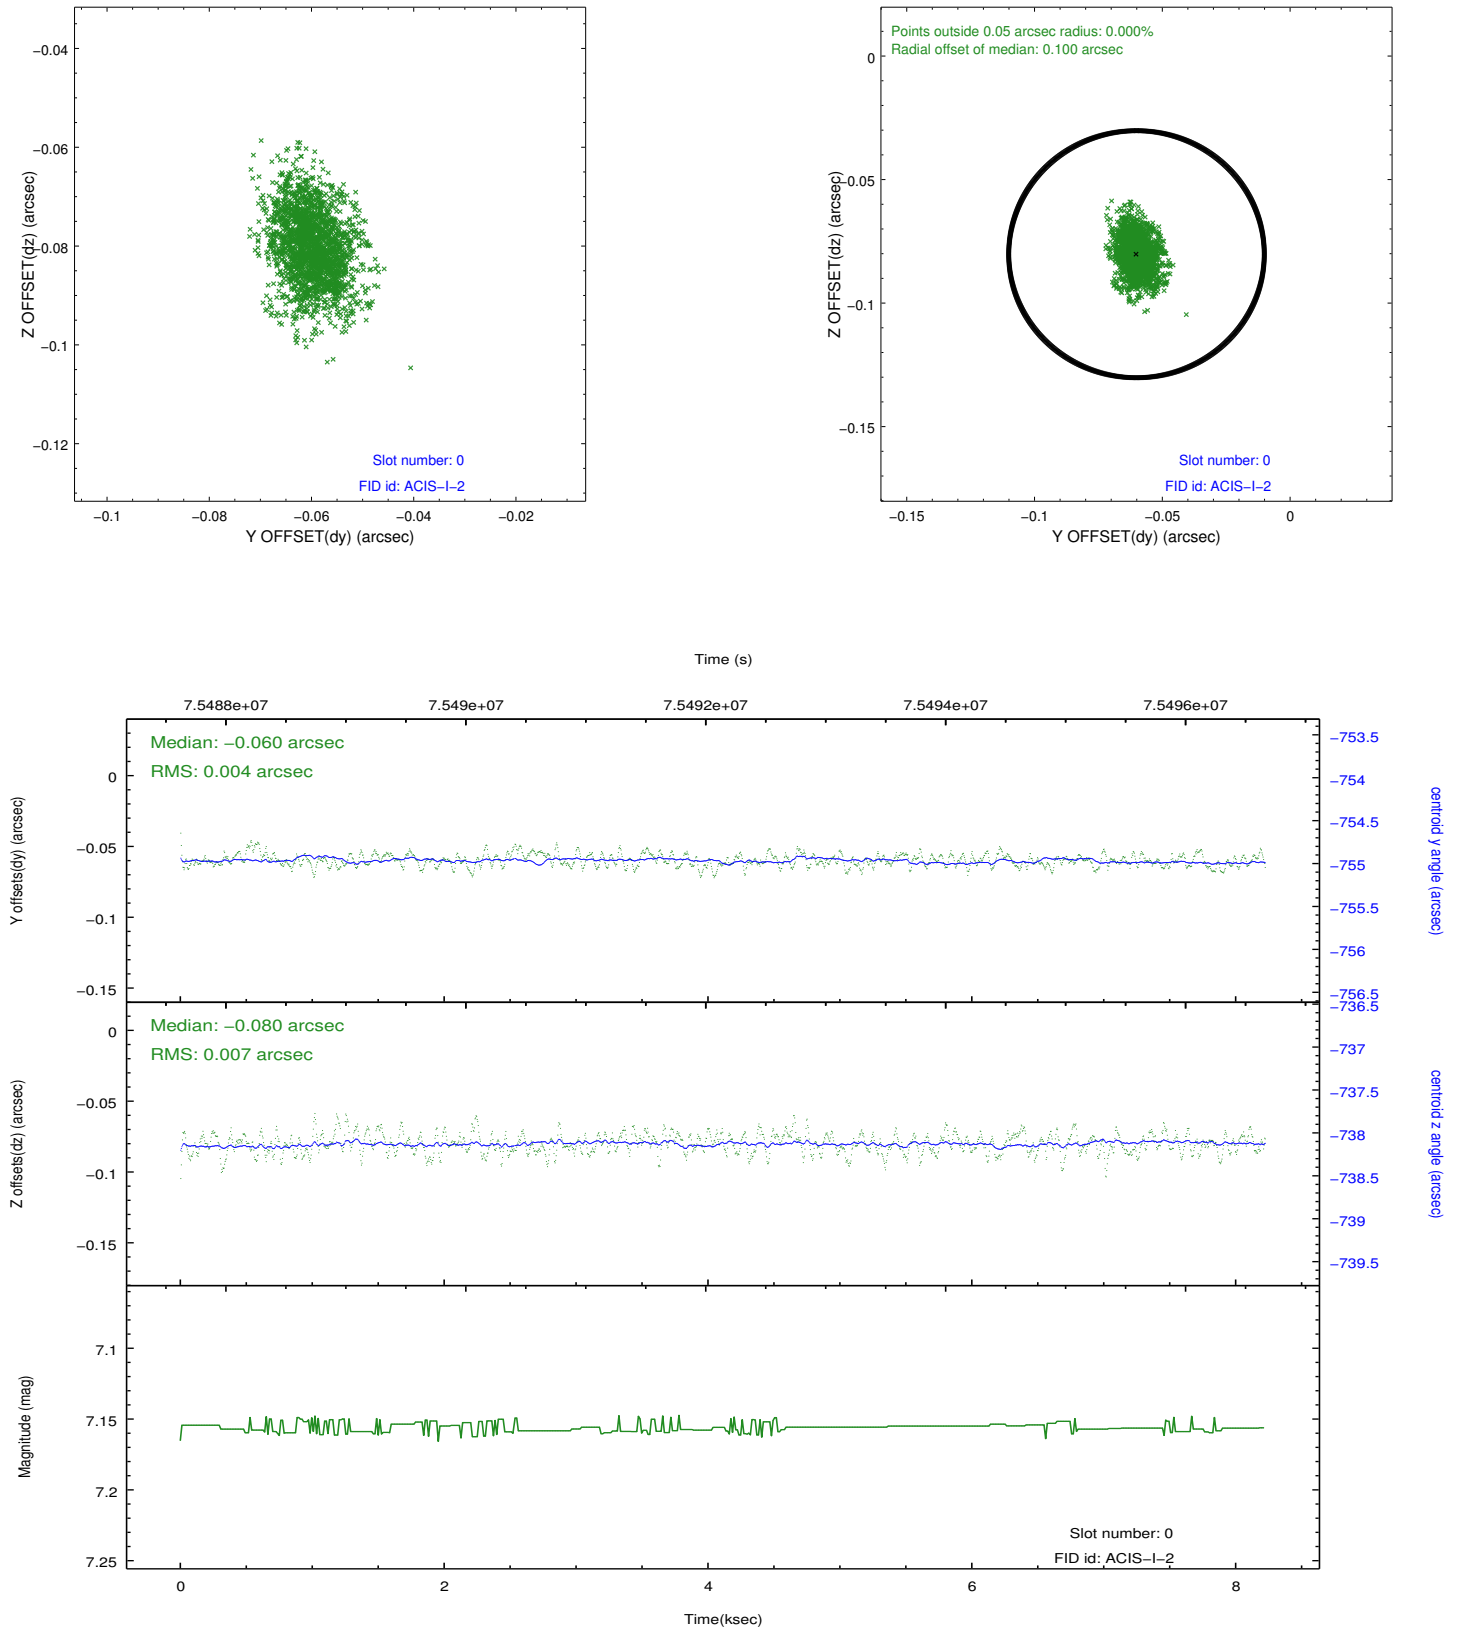 −0.04
−0.06
−0.08
−0.1
−0.12
Z OFFSET(dz) (arcsec)
Slot number: 0
FID id: ACIS−I−2
−0.1
−0.08
−0.06
−0.04
−0.02
Y OFFSET(dy) (arcsec)
Points outside 0.05 arcsec radius: 0.000%
Radial offset of median: 0.100 arcsec
0
−0.05
−0.1
−0.15
Z OFFSET(dz) (arcsec)
Slot number: 0
FID id: ACIS−I−2
−0.15
−0.1
−0.05
0
Y OFFSET(dy) (arcsec)
Time (s)
7.5488e+07
7.549e+07
7.5492e+07
7.5494e+07
7.5496e+07
Median: −0.060 arcsec
RMS: 0.004 arcsec
0
−0.05
−0.1
−0.15
Y offsets(dy) (arcsec)
−753.5
−754
−754.5
−755
−755.5
−756
−756.5
centroid y angle (arcsec)
Median: −0.080 arcsec
RMS: 0.007 arcsec
0
−0.05
−0.1
−0.15
Z offsets(dz) (arcsec)
−736.5
−737
−737.5
−738
−738.5
−739
−739.5
centroid z angle (arcsec)
7.1
7.15
7.2
7.25
Magnitude (mag)
Slot number: 0
FID id: ACIS−I−2
0
2
4
6
8
Time(ksec)